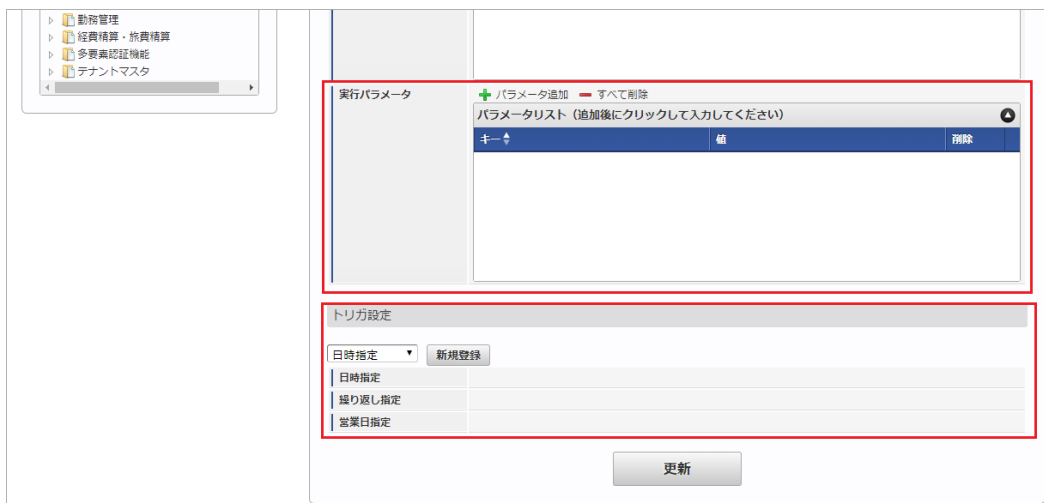 勤務管理
経費精算・旅費精算
多要素認証機能
テナントマスタ
実行パラメータ
パラメータ追加 すべて削除
パラメータリスト（追加後にクリックして入力してください）
キー 値 削除
トリガ設定
日時指定 新規登録
日時指定
繰り返し指定
営業日指定
更新